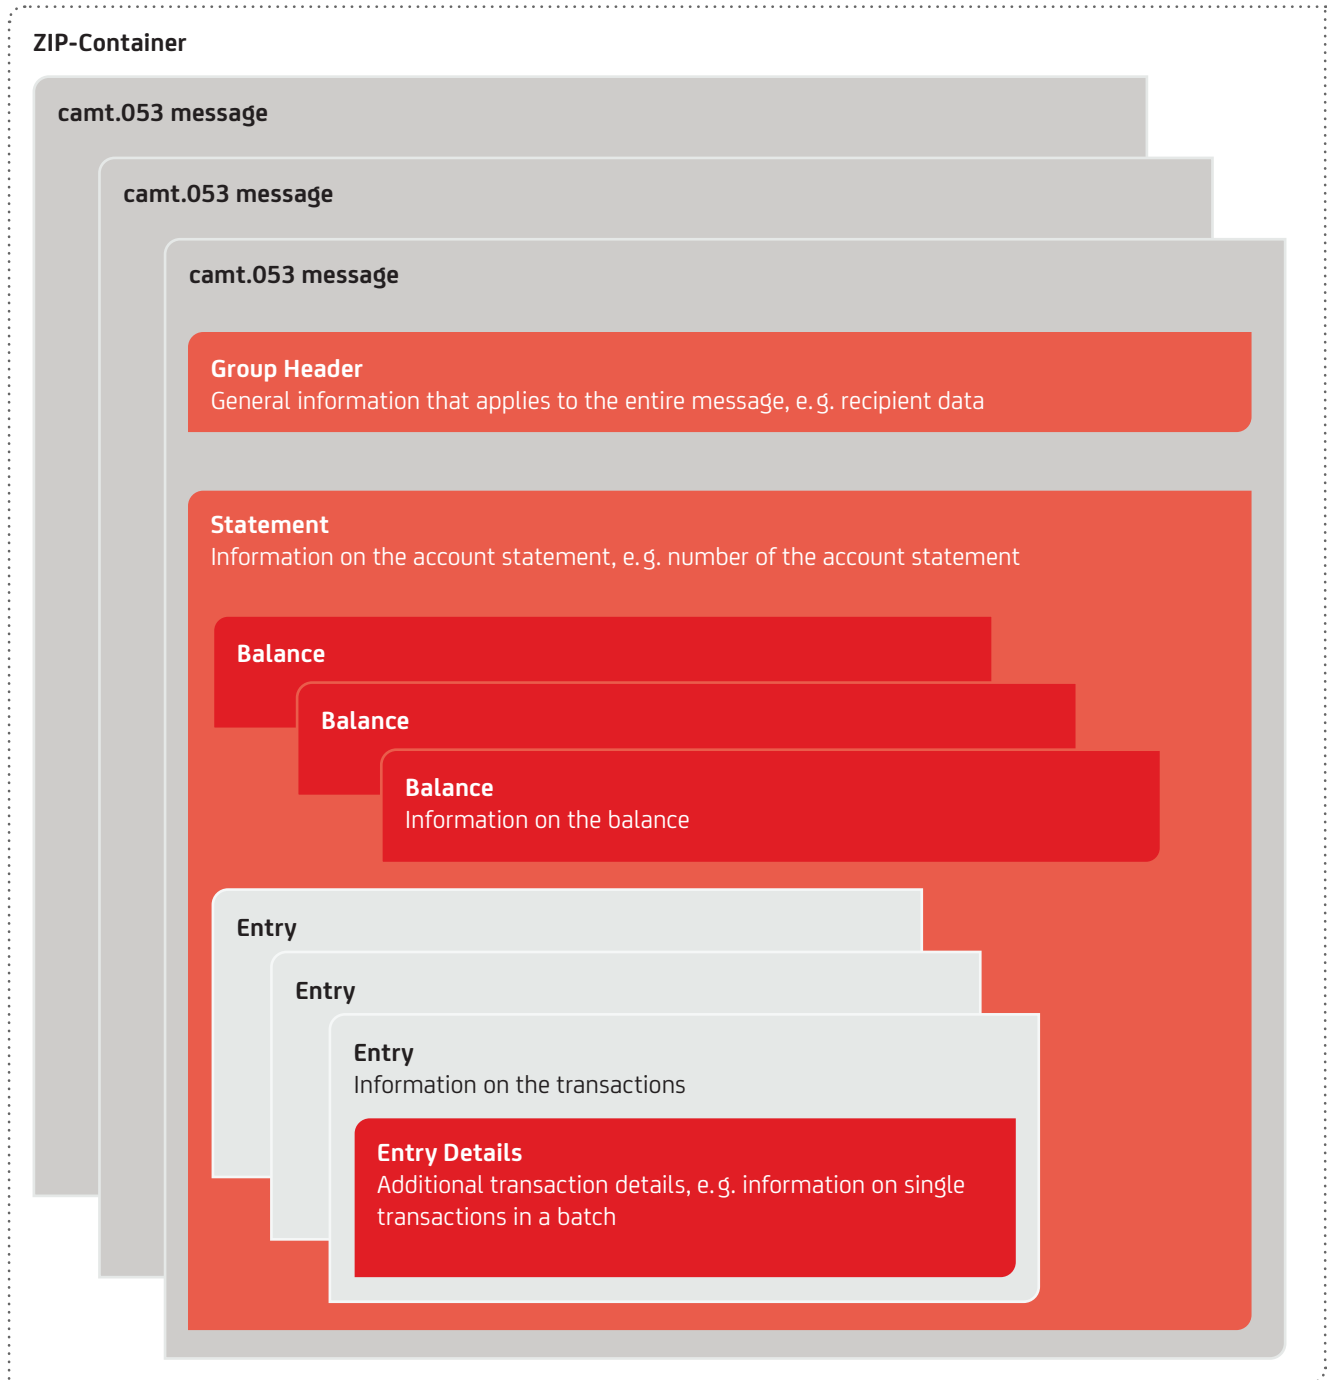 ZIP-Container
camt.053 message
camt.053 message
camt.053 message
Group Header
General information that applies to the entire message, e. g. recipient data
Statement
Information on the account statement, e. g. number of the account statement
Balance
Balance
Balance
Information on the balance
Entry
Entry
Entry
Information on the transactions
Entry Details
Additional transaction details, e. g. information on single
transactions in a batch